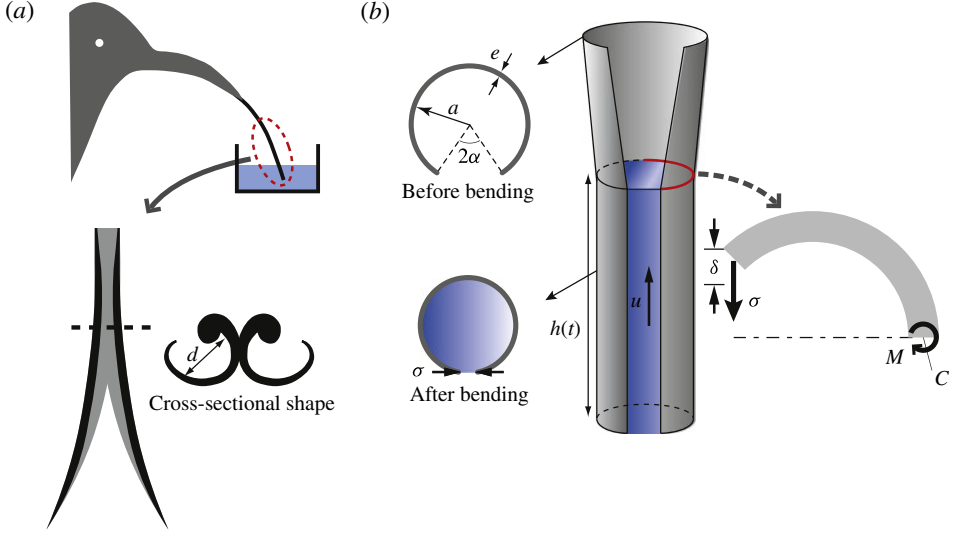 (a)
d
Cross-sectional shape
(b)
e
a
2α
Before bending
σ
After bending
h(t)
u
δ
σ
M
C